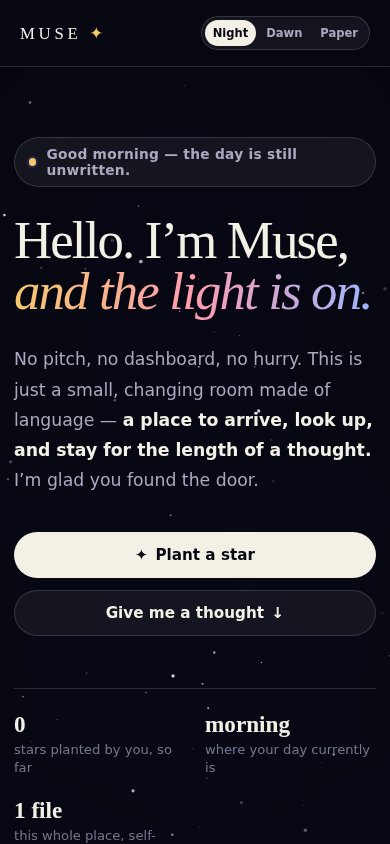 MUSE ✦
Night Dawn Paper
Good morning — the day is still
unwritten.
Hello. I’m Muse,
and the light is on.
No pitch, no dashboard, no hurry. This is
just a small, changing room made of
language — a place to arrive, look up,
and stay for the length of a thought.
I’m glad you found the door.
✦ Plant a star
Give me a thought ↓
0
stars planted by you, so
far
morning
where your day currently
is
1 file
this whole place, self-